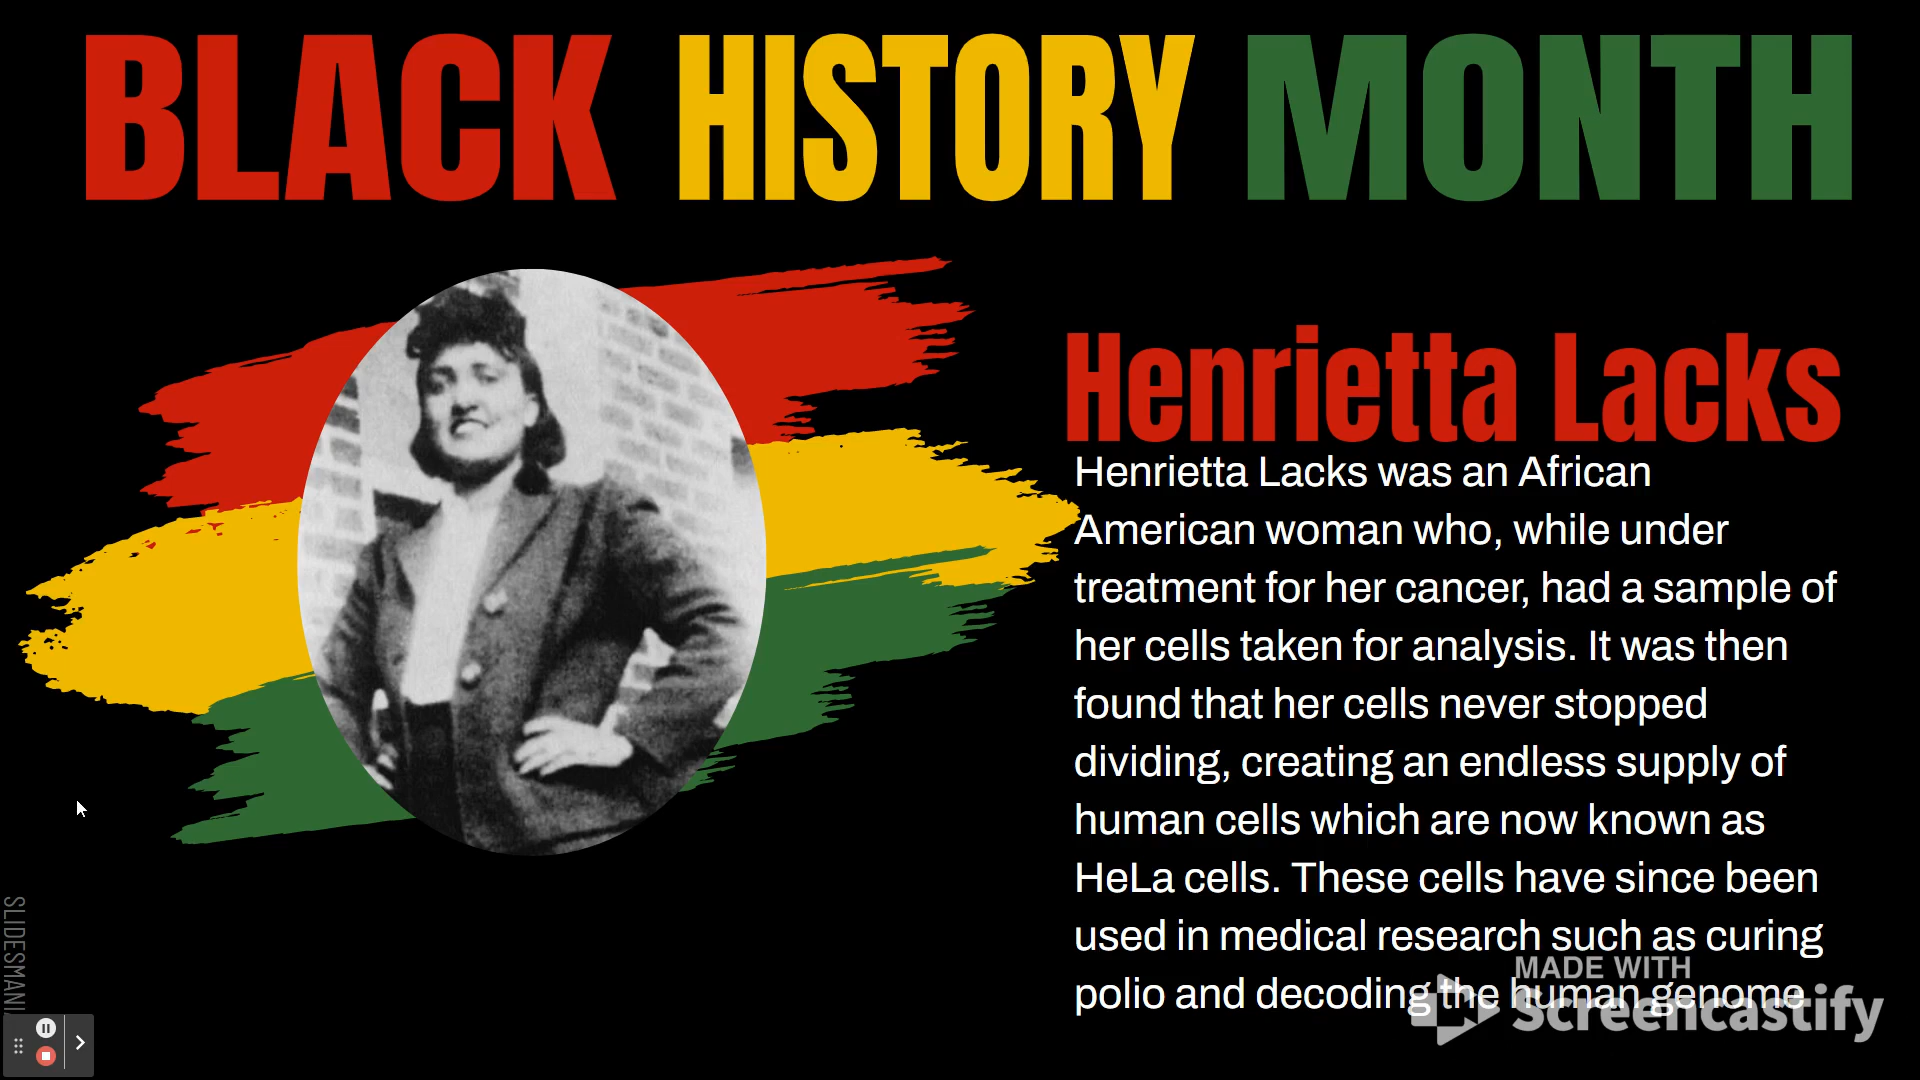 BLACK HISTORY MONTH
Henrietta Lacks
Henrietta Lacks was an African
American woman who, while under
treatment for her cancer, had a sample of
her cells taken for analysis. It was then
found that her cells never stopped
dividing, creating an endless supply of
human cells which are now known as
HeLa cells. These cells have since been
used in medical research such as curing
polio and decoding the human genome
MADE WITH
Screencastify